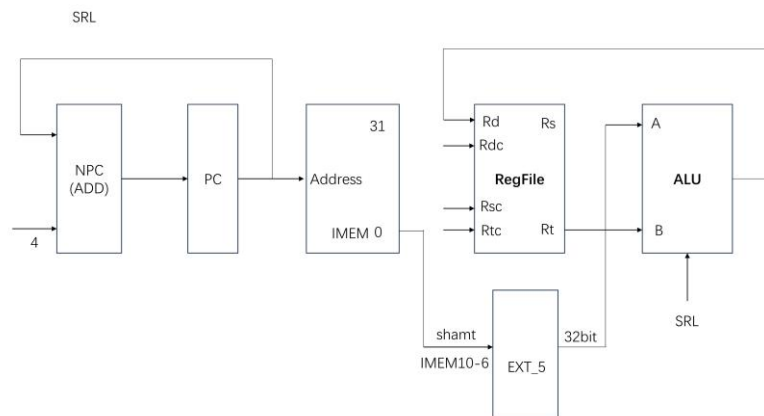 SRL
NPC
(ADD)
4
PC
31
Address
IMEM 0
Rd
Rs
Rdc
RegFile
Rsc
Rtc
Rt
A
ALU
B
SRL
shamt
IMEM10-6
EXT_5
32bit